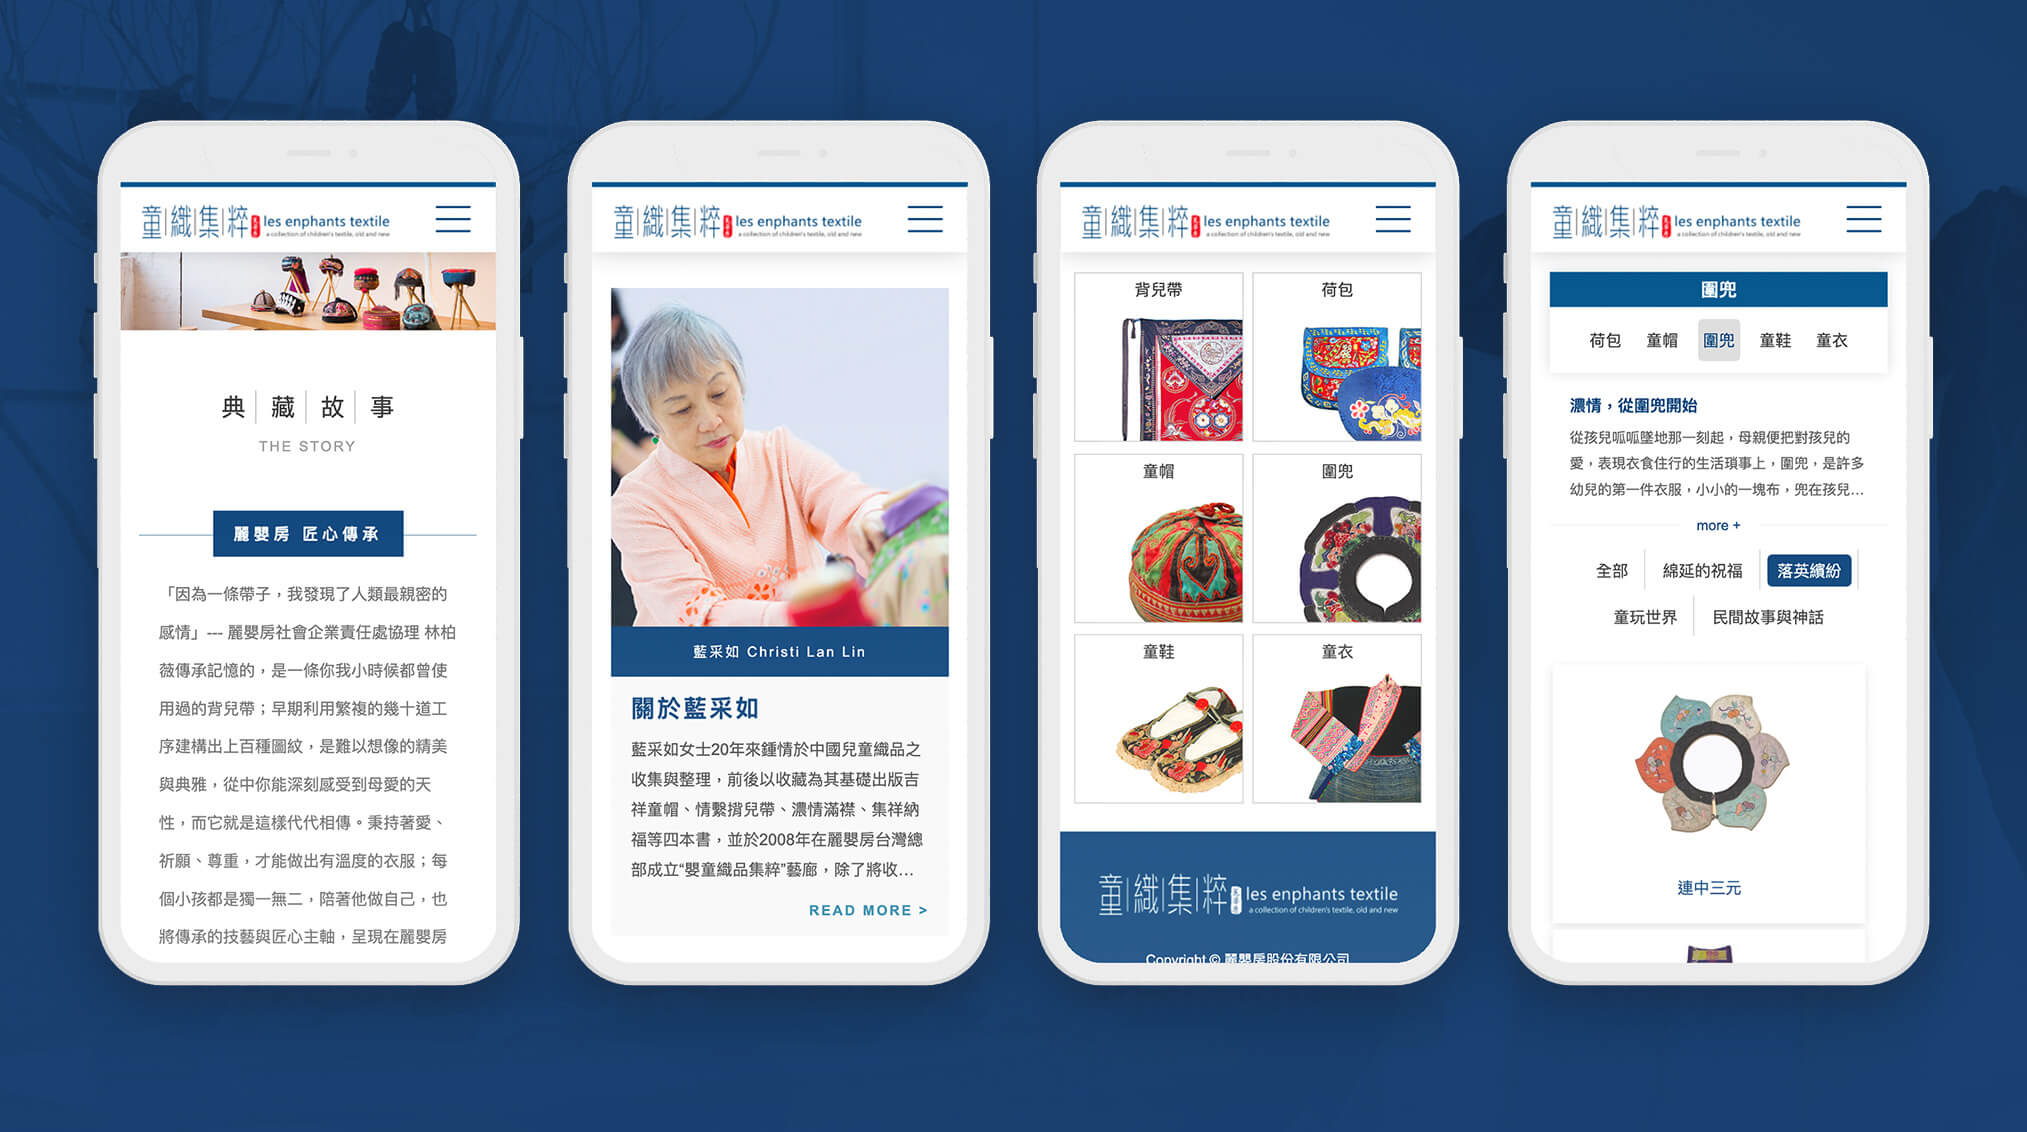 童織集粹 les enphants textile
a collection of children's textile, old and new
典藏故事
THE STORY
麗嬰房 匠心傳承
「因為一條帶子，我發現了人類最親密的
感情」--- 麗嬰房社會企業責任處協理 林柏
薇傳承記憶的，是一條你我小時候都曾使
用過的背兒帶；早期利用繁複的幾十道工
序建構出上百種圖紋，是難以想像的精美
與典雅，從中你能深刻感受到母愛的天
性，而它就是這樣代代相傳。秉持著愛、
祈願、尊重，才能做出有溫度的衣服；每
個小孩都是獨一無二，陪著他做自己，也
將傳承的技藝與匠心主軸，呈現在麗嬰房
童織集粹 les enphants textile
a collection of children's textile, old and new
藍采如 Christi Lan Lin
關於藍采如
藍采如女士20年來鍾情於中國兒童織品之
收集與整理，前後以收藏為其基礎出版吉
祥童帽、情繫揹兒帶、濃情滿襟、集祥納
福等四本書，並於2008年在麗嬰房台灣總
部成立“嬰童織品集粹”藝廊，除了將收...
READ MORE >
童織集粹 les enphants textile
a collection of children's textile, old and new
背兒帶
荷包
童帽
圍兜
童鞋
童衣
童織集粹 les enphants textile
a collection of children's textile, old and new
Copyright © 麗嬰房股份有限公司
童織集粹 les enphants textile
a collection of children's textile, old and new
圍兜
荷包 童帽 圍兜 童鞋 童衣
濃情，從圍兜開始
從孩兒呱呱墜地那一刻起，母親便把對孩兒的
愛，表現衣食住行的生活瑣事上，圍兜，是許多
幼兒的第一件衣服，小小的一塊布，兜在孩兒...
more +
全部 綿延的祝福 落英繽紛
童玩世界 民間故事與神話
連中三元